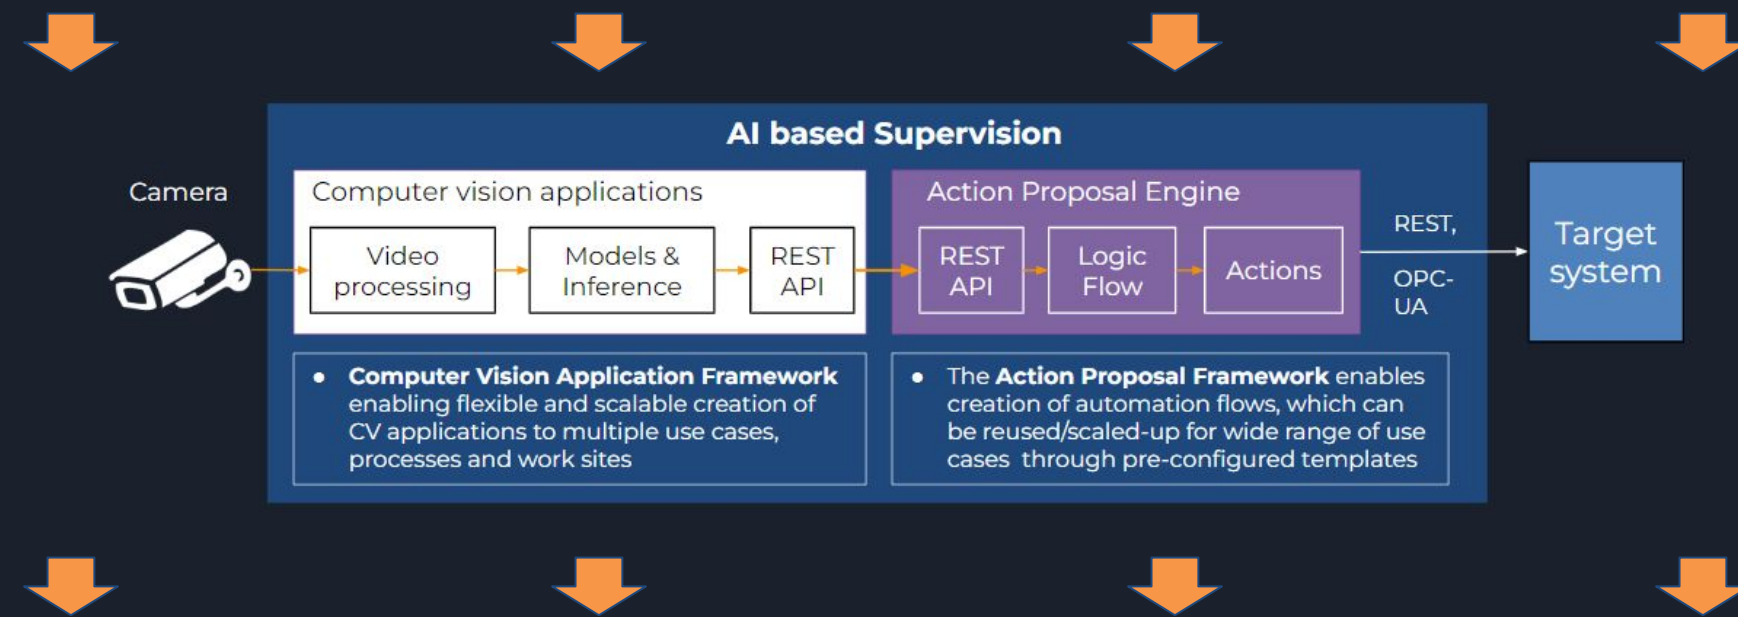 AI based Supervision
Camera
Computer vision applications
Video
processing
Models &
Inference
REST
API
Action Proposal Engine
REST
API
Logic
Flow
Actions
REST,
OPC-
UA
Target
system
● Computer Vision Application Framework
enabling flexible and scalable creation of
CV applications to multiple use cases,
processes and work sites
● The Action Proposal Framework enables
creation of automation flows, which can
be reused/scaled-up for wide range of use
cases through pre-configured templates